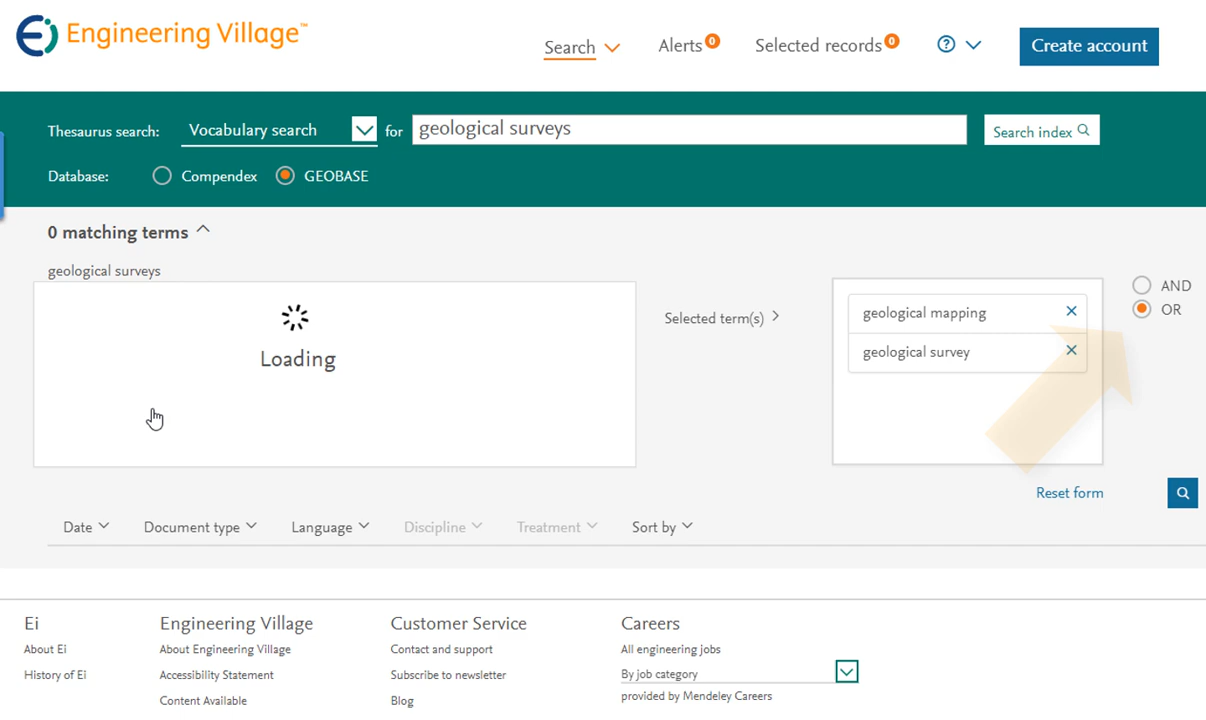 Engineering Village™
Search
Alerts 0
Selected records 0
?
Create account
Thesaurus search: Vocabulary search for geological surveys Search index
Database: Compendex GEOBASE
0 matching terms
geological surveys
Loading
Selected term(s)
geological mapping
geological survey
AND
OR
Reset form
Date Document type Language Discipline Treatment Sort by
Ei
About Ei
History of Ei
Engineering Village
About Engineering Village
Accessibility Statement
Content Available
Customer Service
Contact and support
Subscribe to newsletter
Blog
Careers
All engineering jobs
By job category
provided by Mendeley Careers